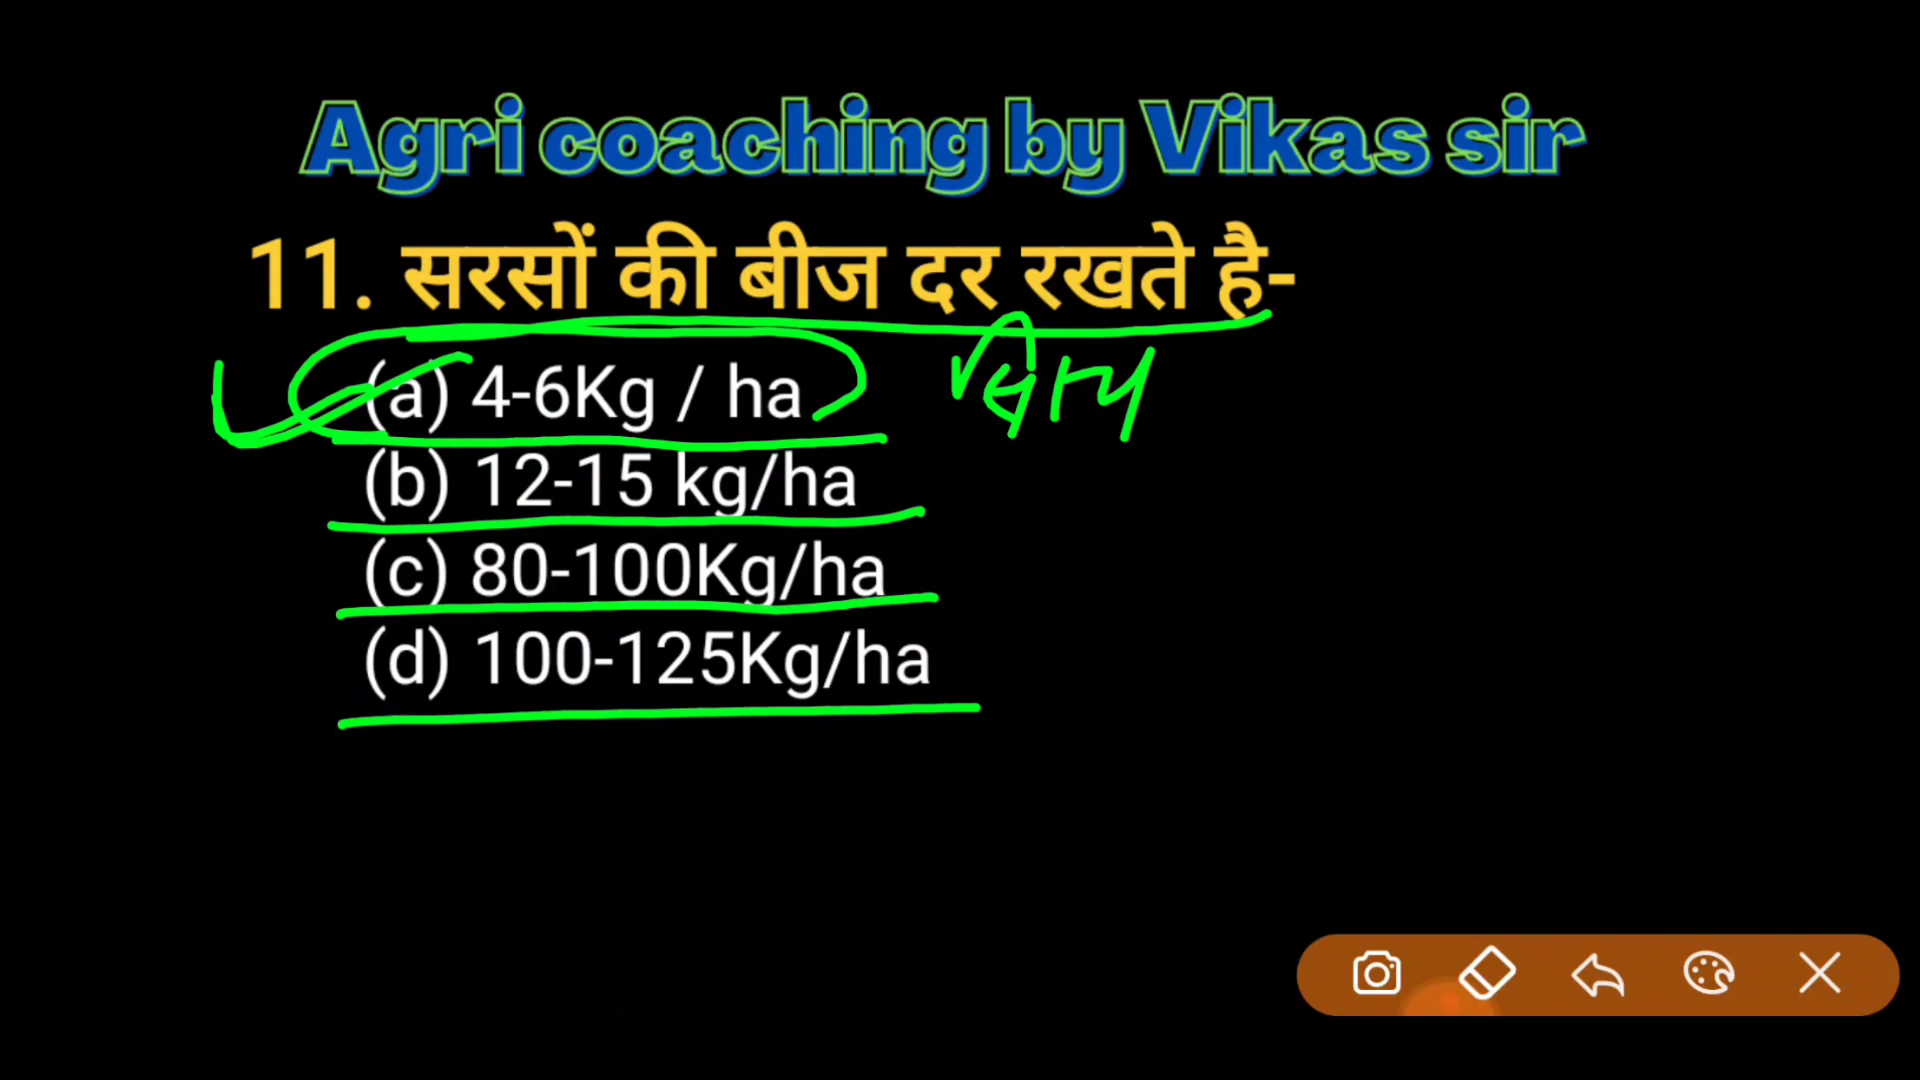 Agri coaching by Vikas sir
11. सरसों की बीज दर रखते है-
(a) 4-6Kg / ha
(b) 12-15 kg/ha
(c) 80-100Kg/ha
(d) 100-125Kg/ha